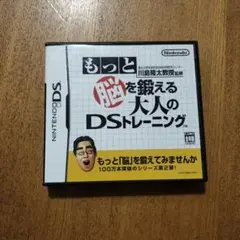 東北大学未来科学技術共同研究センター
川島隆太教授監修
Nintendo
もっと
脳を鍛える
大人の
DSトレーニング
NINTENDO DS
もっと「脳」を鍛えてみませんか
100万本突破のシリーズ第2弾!